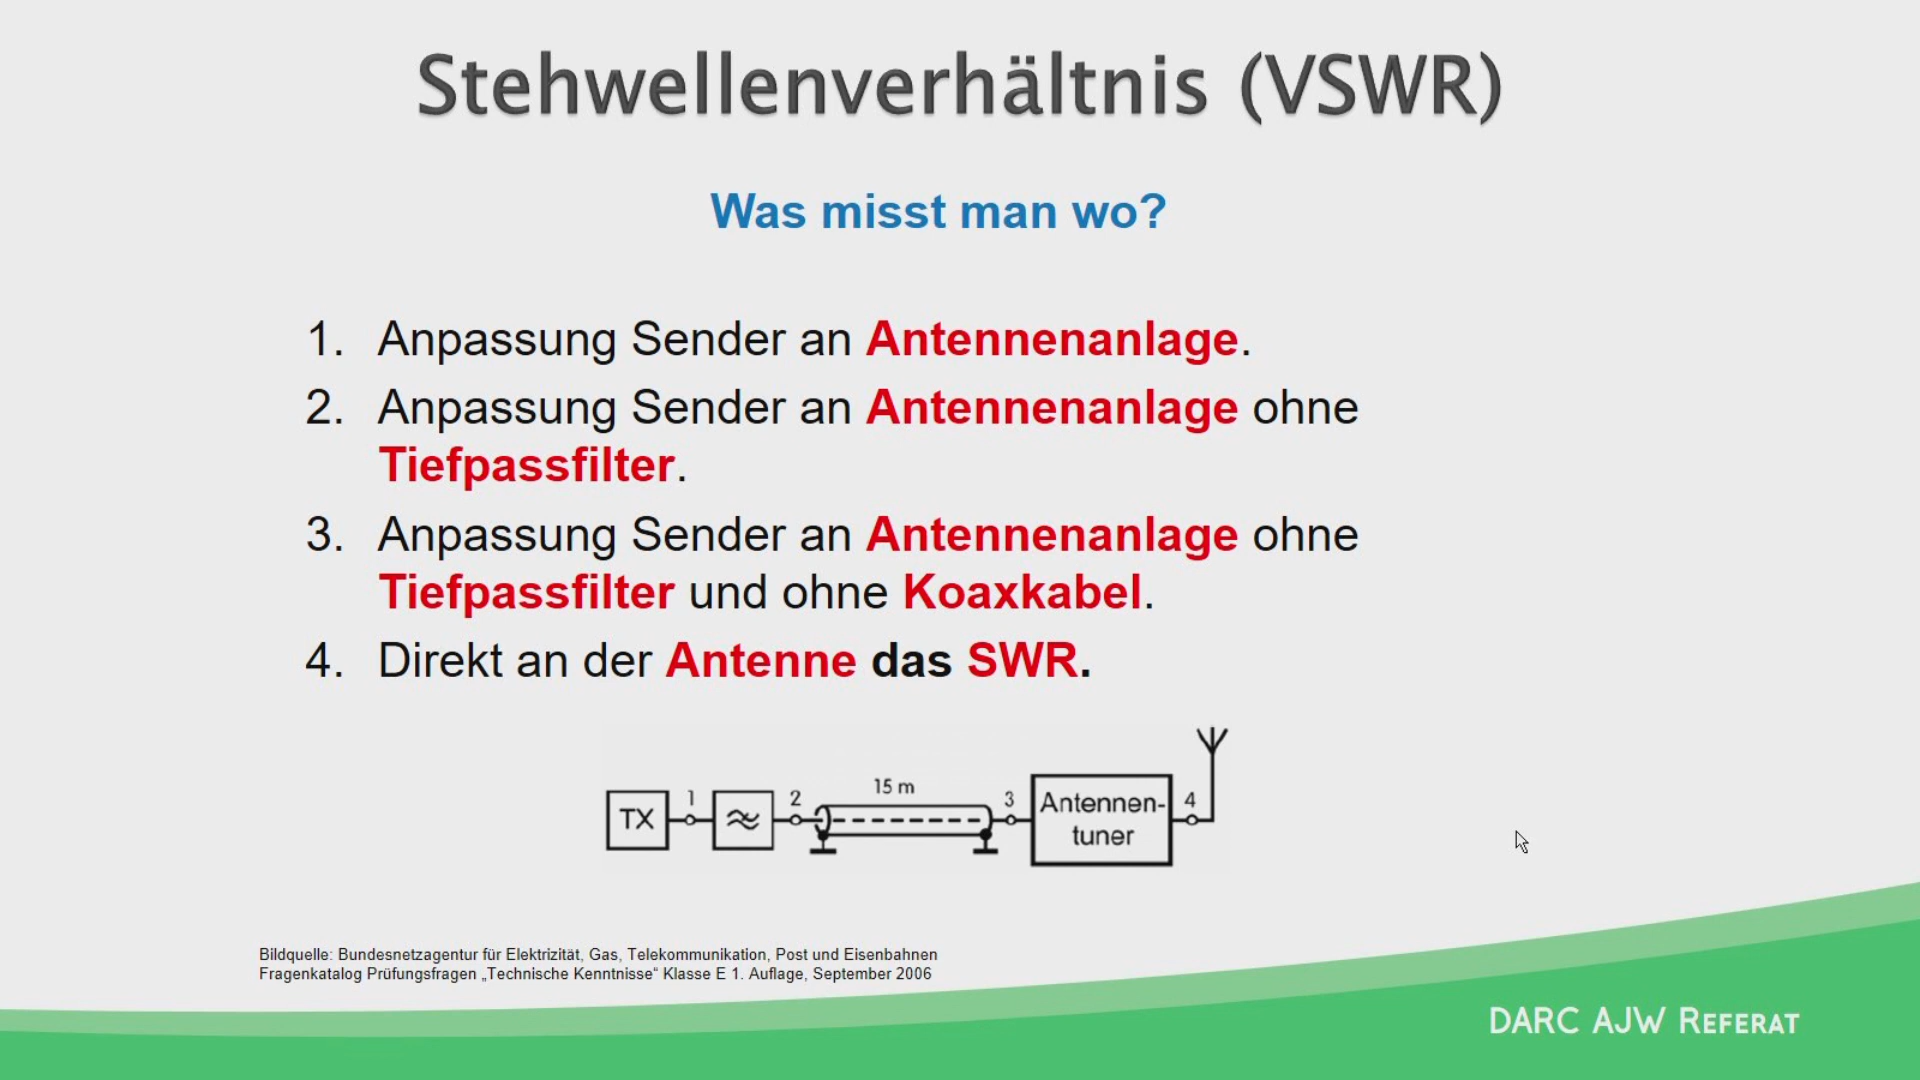 Stehwellenverhältnis (VSWR)
Was misst man wo?
1. Anpassung Sender an Antennenanlage.
2. Anpassung Sender an Antennenanlage ohne
Tiefpassfilter.
3. Anpassung Sender an Antennenanlage ohne
Tiefpassfilter und ohne Koaxkabel.
4. Direkt an der Antenne das SWR.
TX 1 2 15 m 3 Antennen- 4
tuner
Bildquelle: Bundesnetzagentur für Elektrizität, Gas, Telekommunikation, Post und Eisenbahnen
Fragenkatalog Prüfungsfragen „Technische Kenntnisse“ Klasse E 1. Auflage, September 2006
DARC AJW REFERAT